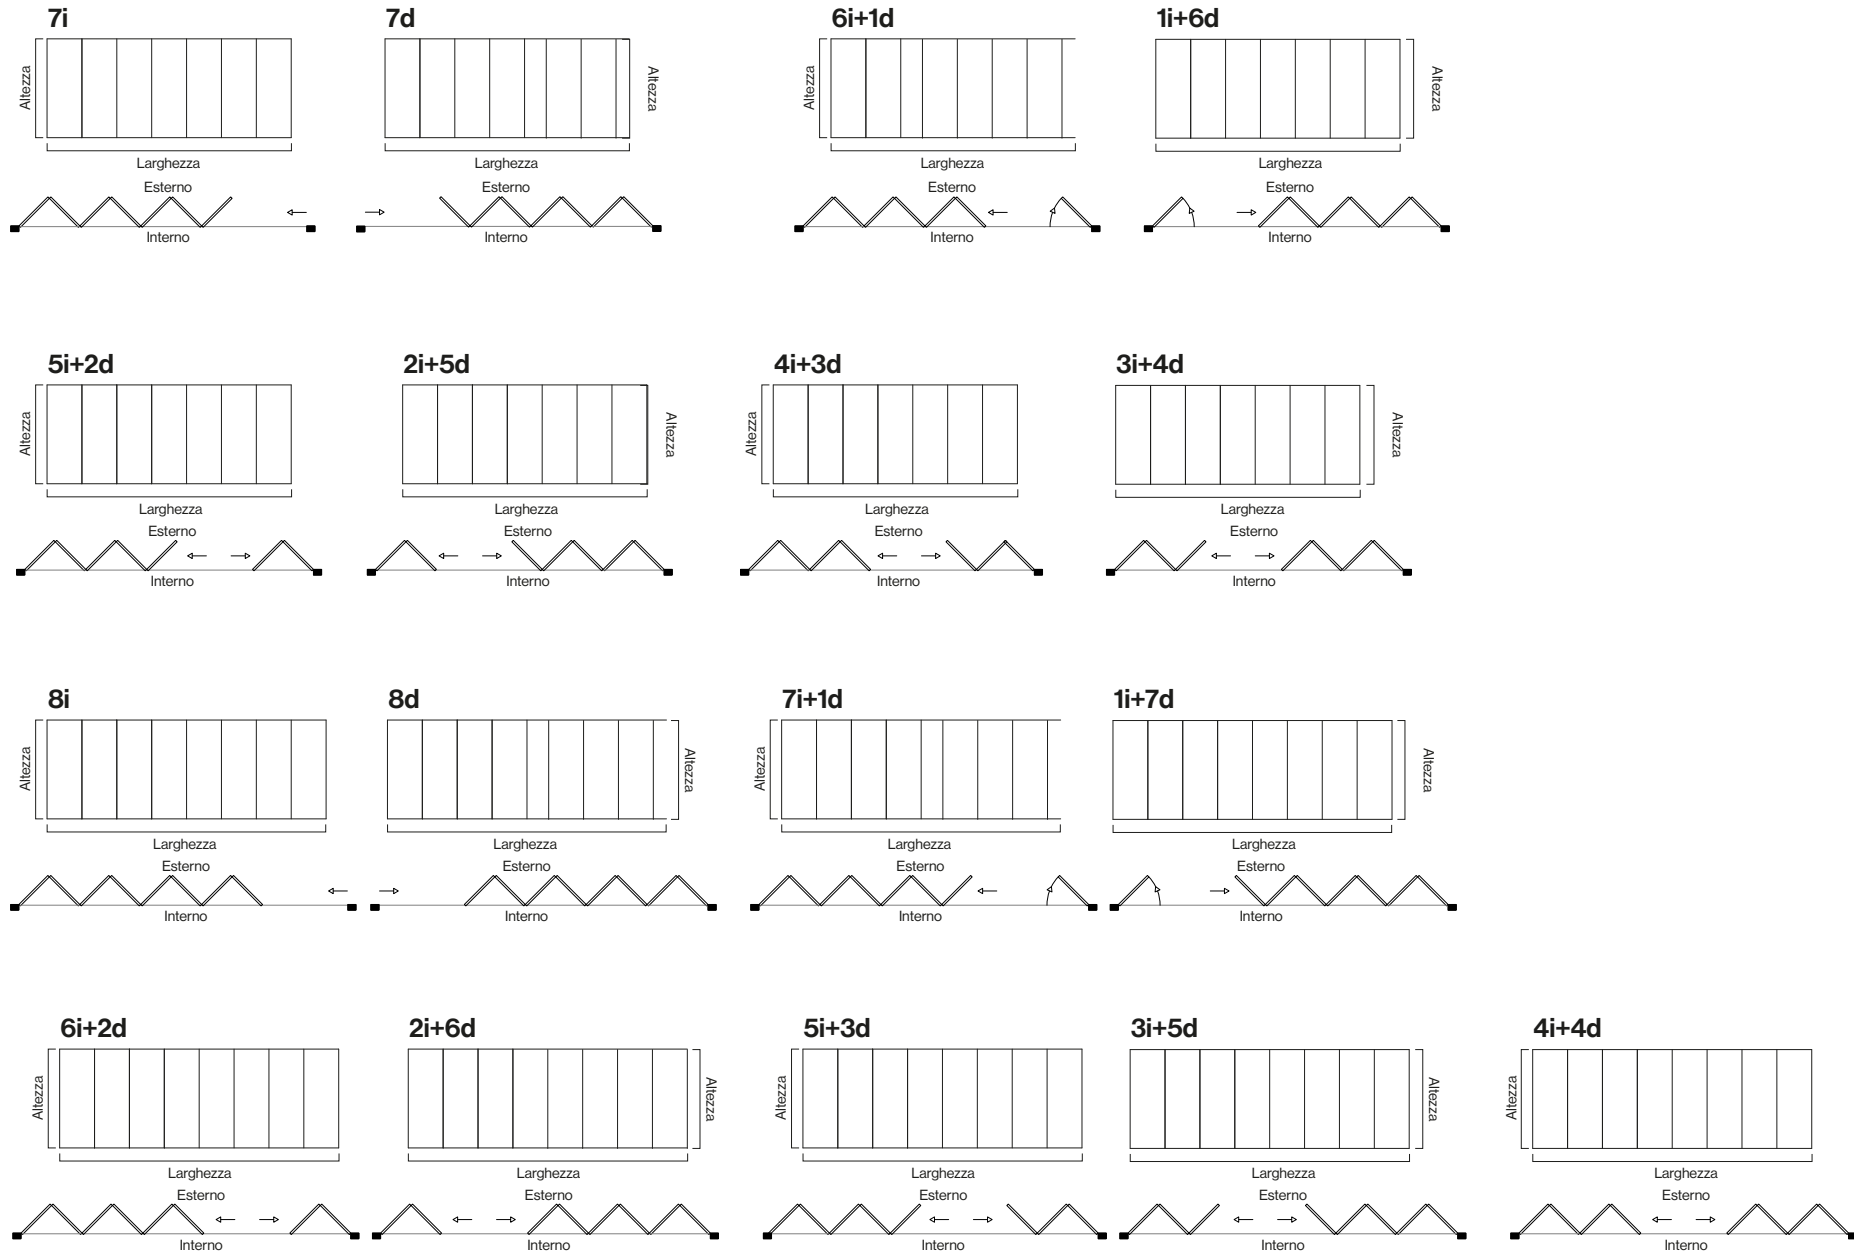 7i
7d
6i+1d
1i+6d
Altezza
Altezza
Altezza
Altezza
Larghezza
Larghezza
Larghezza
Larghezza
Esterno
Esterno
Esterno
Esterno
Interno
Interno
Interno
Interno
5i+2d
2i+5d
4i+3d
3i+4d
Altezza
Altezza
Altezza
Altezza
Larghezza
Larghezza
Larghezza
Larghezza
Esterno
Esterno
Esterno
Esterno
Interno
Interno
Interno
Interno
8i
8d
7i+1d
1i+7d
Altezza
Altezza
Altezza
Altezza
Larghezza
Larghezza
Larghezza
Larghezza
Esterno
Esterno
Esterno
Esterno
Interno
Interno
Interno
Interno
6i+2d
2i+6d
5i+3d
3i+5d
4i+4d
Altezza
Altezza
Altezza
Altezza
Altezza
Larghezza
Larghezza
Larghezza
Larghezza
Larghezza
Esterno
Esterno
Esterno
Esterno
Esterno
Interno
Interno
Interno
Interno
Interno